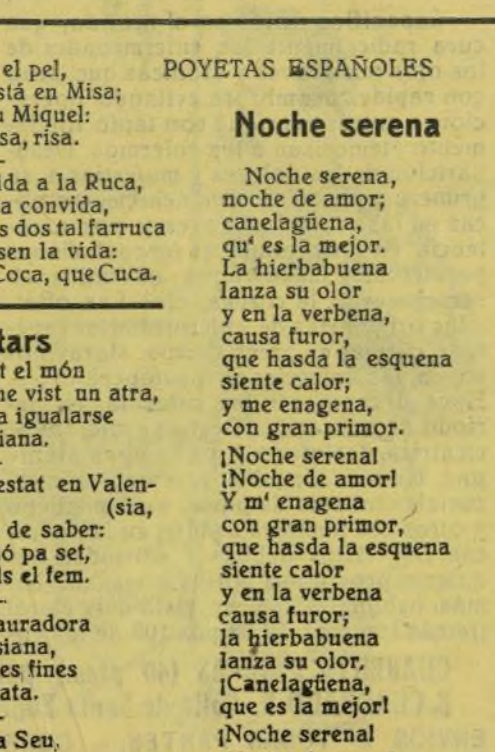 el pel,
stá en Misa;
u Miquel:
sa, risa.
ida a la Ruca,
a convida,
s dos tal farruca
sen la vida:
Coca, que Cuca.
tars
t el món
he vist un atra,
a igualarse
iana.
estat en Valen-
(sia,
de saber:
ó pa set,
ls el fem.
auradora
siana,
es fines
ata.
a Seu,
POYETAS ESPAÑOLES
Noche serena
Noche serena,
noche de amor;
canelagüena,
qu' es la mejor.
La hierbabuena
lanza su olor
y en la verbena,
causa furor,
que hasda la esquena
siente calor;
y me enagena,
con gran primor.
¡Noche serena!
¡Noche de amor!
Y m' enagena
con gran primor,
que hasda la esquena
siente calor
y en la verbena
causa furor;
la hierbabuena
lanza su olor.
¡Canelagüena,
que es la mejor!
¡Noche serena!